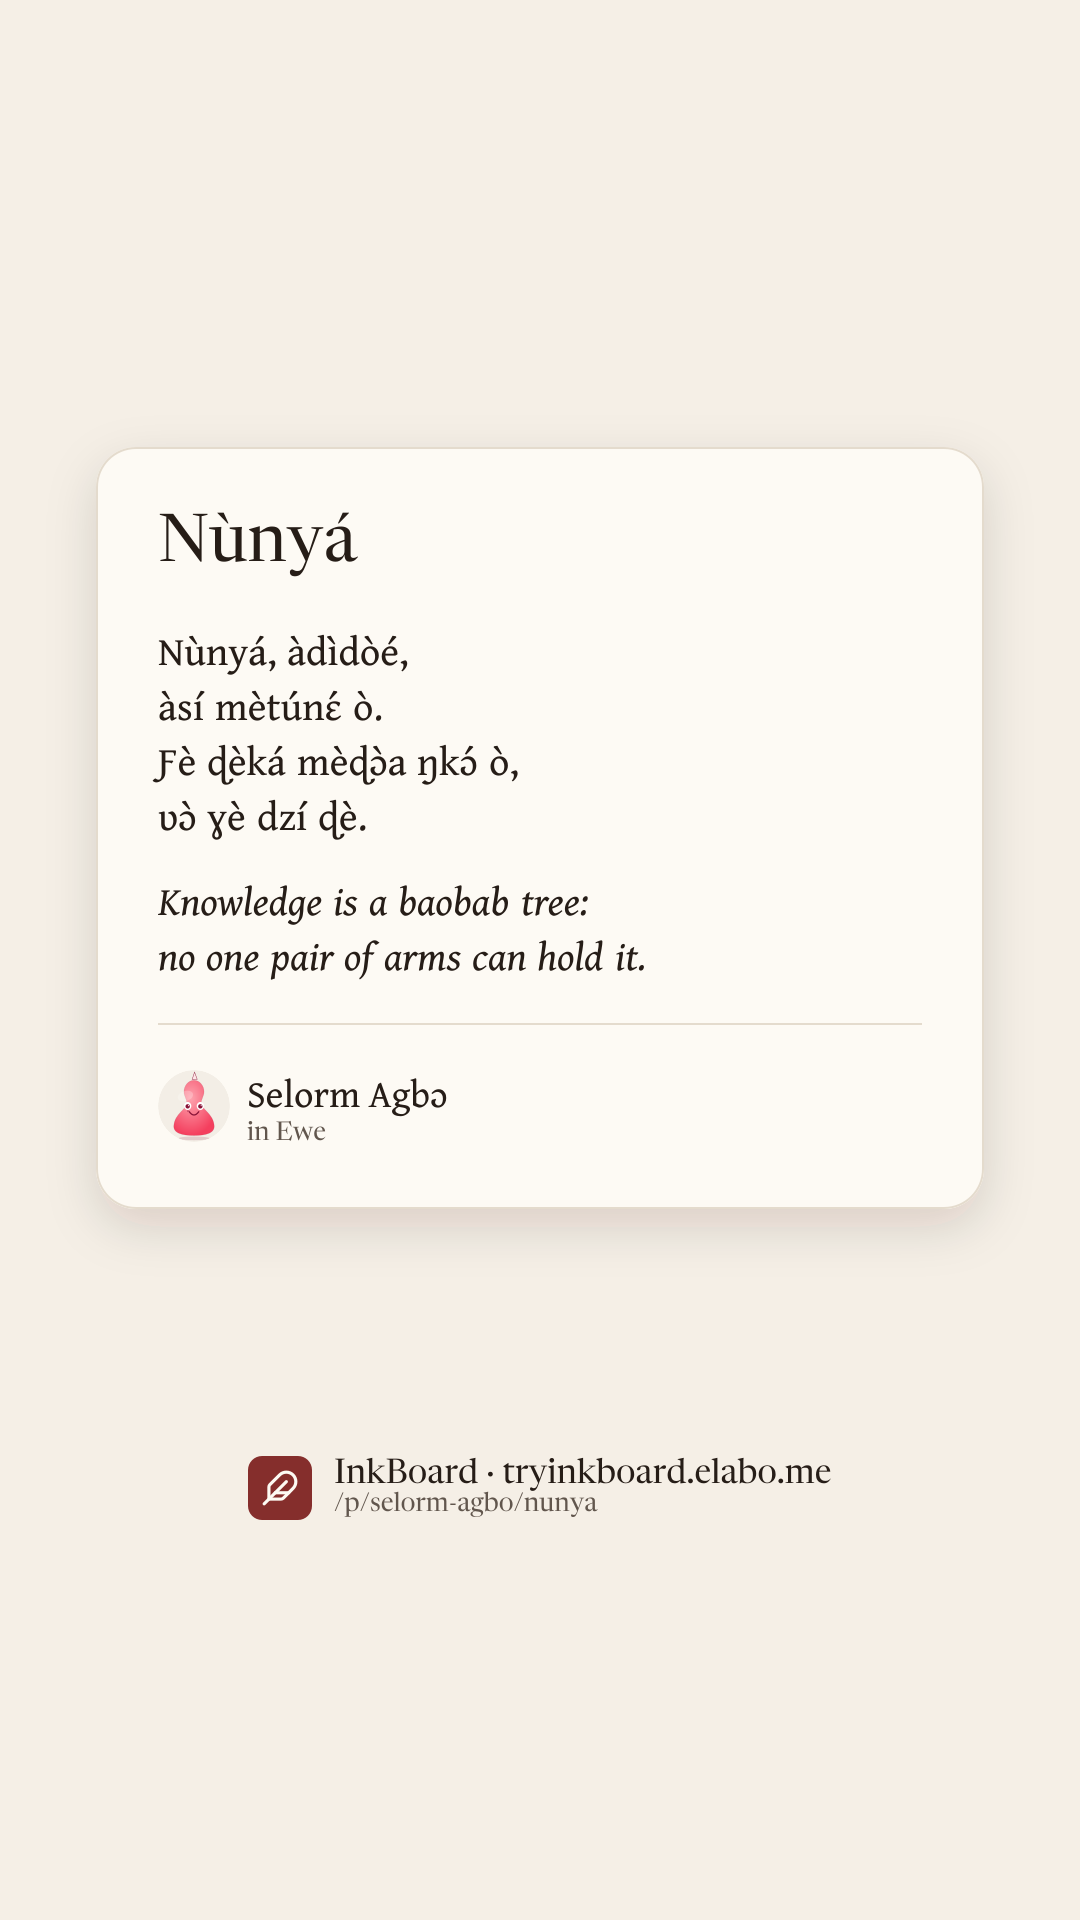 Nùnyá
Nùnyá, àdìdòé,
àsí mètúnɛ́ ò.
Ƒè ɖèká mèɖɔ̀a ŋkɔ́ ò,
ʋɔ̀ ɣè dzí ɖè.
Knowledge is a baobab tree:
no one pair of arms can hold it.
Selorm Agbɔ
in Ewe
InkBoard · tryinkboard.elabo.me
/p/selorm-agbo/nunya